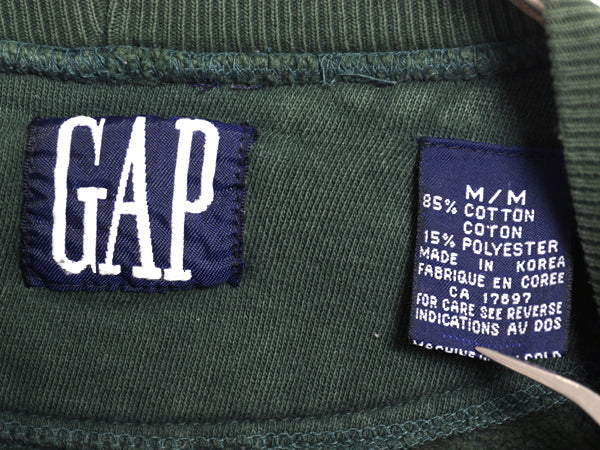 GAP
M/M
85% COTTON
COTON
15% POLYESTER
MADE IN KOREA
FABRIQUE EN COREE
CA 17897
FOR CARE SEE REVERSE
INDICATIONS AU DOS